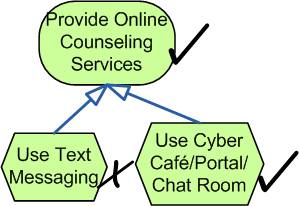 Provide Online
Counseling
Services
Use Text
Messaging
Use Cyber
Café/Portal/
Chat Room